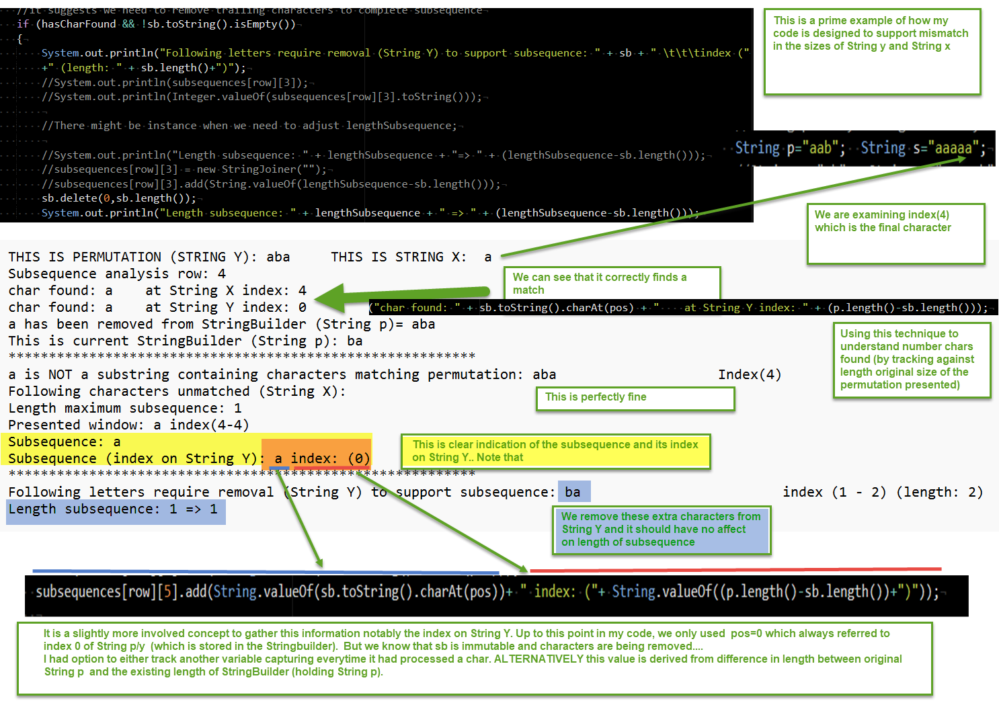 //it suggests we need to remove trailing characters to complete subsequence
if (hasCharFound && !sb.toString().isEmpty())
{
System.out.println("Following letters require removal (String Y) to support subsequence: " + sb + " \t\t\tindex ("
+" (length: " + sb.length()+")");
//System.out.println(subsequences[row][3]);
//System.out.println(Integer.valueOf(subsequences[row][3].toString()));
//There might be instance when we need to adjust lengthSubsequence;
//System.out.println("Length subsequence: " + lengthSubsequence + "=> " + (lengthSubsequence-sb.length()));
//subsequences[row][3] = new StringJoiner("");
//subsequences[row][3].add(String.valueOf(lengthSubsequence-sb.length()));
sb.delete(0,sb.length());
System.out.println("Length subsequence: " + lengthSubsequence + " => " + (lengthSubsequence-sb.length()));
This is a prime example of how my
code is designed to support mismatch
in the sizes of String y and String x
String p="aab"; String s="aaaaa";
We are examining index(4)
which is the final character
THIS IS PERMUTATION (STRING Y): aba THIS IS STRING X: a
Subsequence analysis row: 4
char found: a at String X index: 4
char found: a at String Y index: 0
a has been removed from StringBuilder (String p)= aba
This is current StringBuilder (String p): ba
**********************************************************
a is NOT a substring containing characters matching permutation: aba Index(4)
Following characters unmatched (String X):
Length maximum subsequence: 1
Presented window: a index(4-4)
Subsequence: a
Subsequence (index on String Y): a index: (0)
**********************************************************
Following letters require removal (String Y) to support subsequence: ba index (1 - 2) (length: 2)
Length subsequence: 1 => 1
We can see that it correctly finds a
match
("char found: " + sb.toString().charAt(pos) + " at String Y index: " + (p.length()-sb.length()));
Using this technique to
understand number chars
found (by tracking against
length original size of the
permutation presented)
This is perfectly fine
This is clear indication of the subsequence and its index
on String Y.. Note that
We remove these extra characters from
String Y and it should have no affect
on length of subsequence
subsequences[row][5].add(String.valueOf(sb.toString().charAt(pos))+ " index: ("+ String.valueOf((p.length()-sb.length())+")"));
It is a slightly more involved concept to gather this information notably the index on String Y. Up to this point in my code, we only used pos=0 which always referred to
index 0 of String p/y (which is stored in the Stringbuilder). But we know that sb is immutable and characters are being removed....
I had option to either track another variable capturing everytime it had processed a char. ALTERNATIVELY this value is derived from difference in length between original
String p and the existing length of StringBuilder (holding String p).